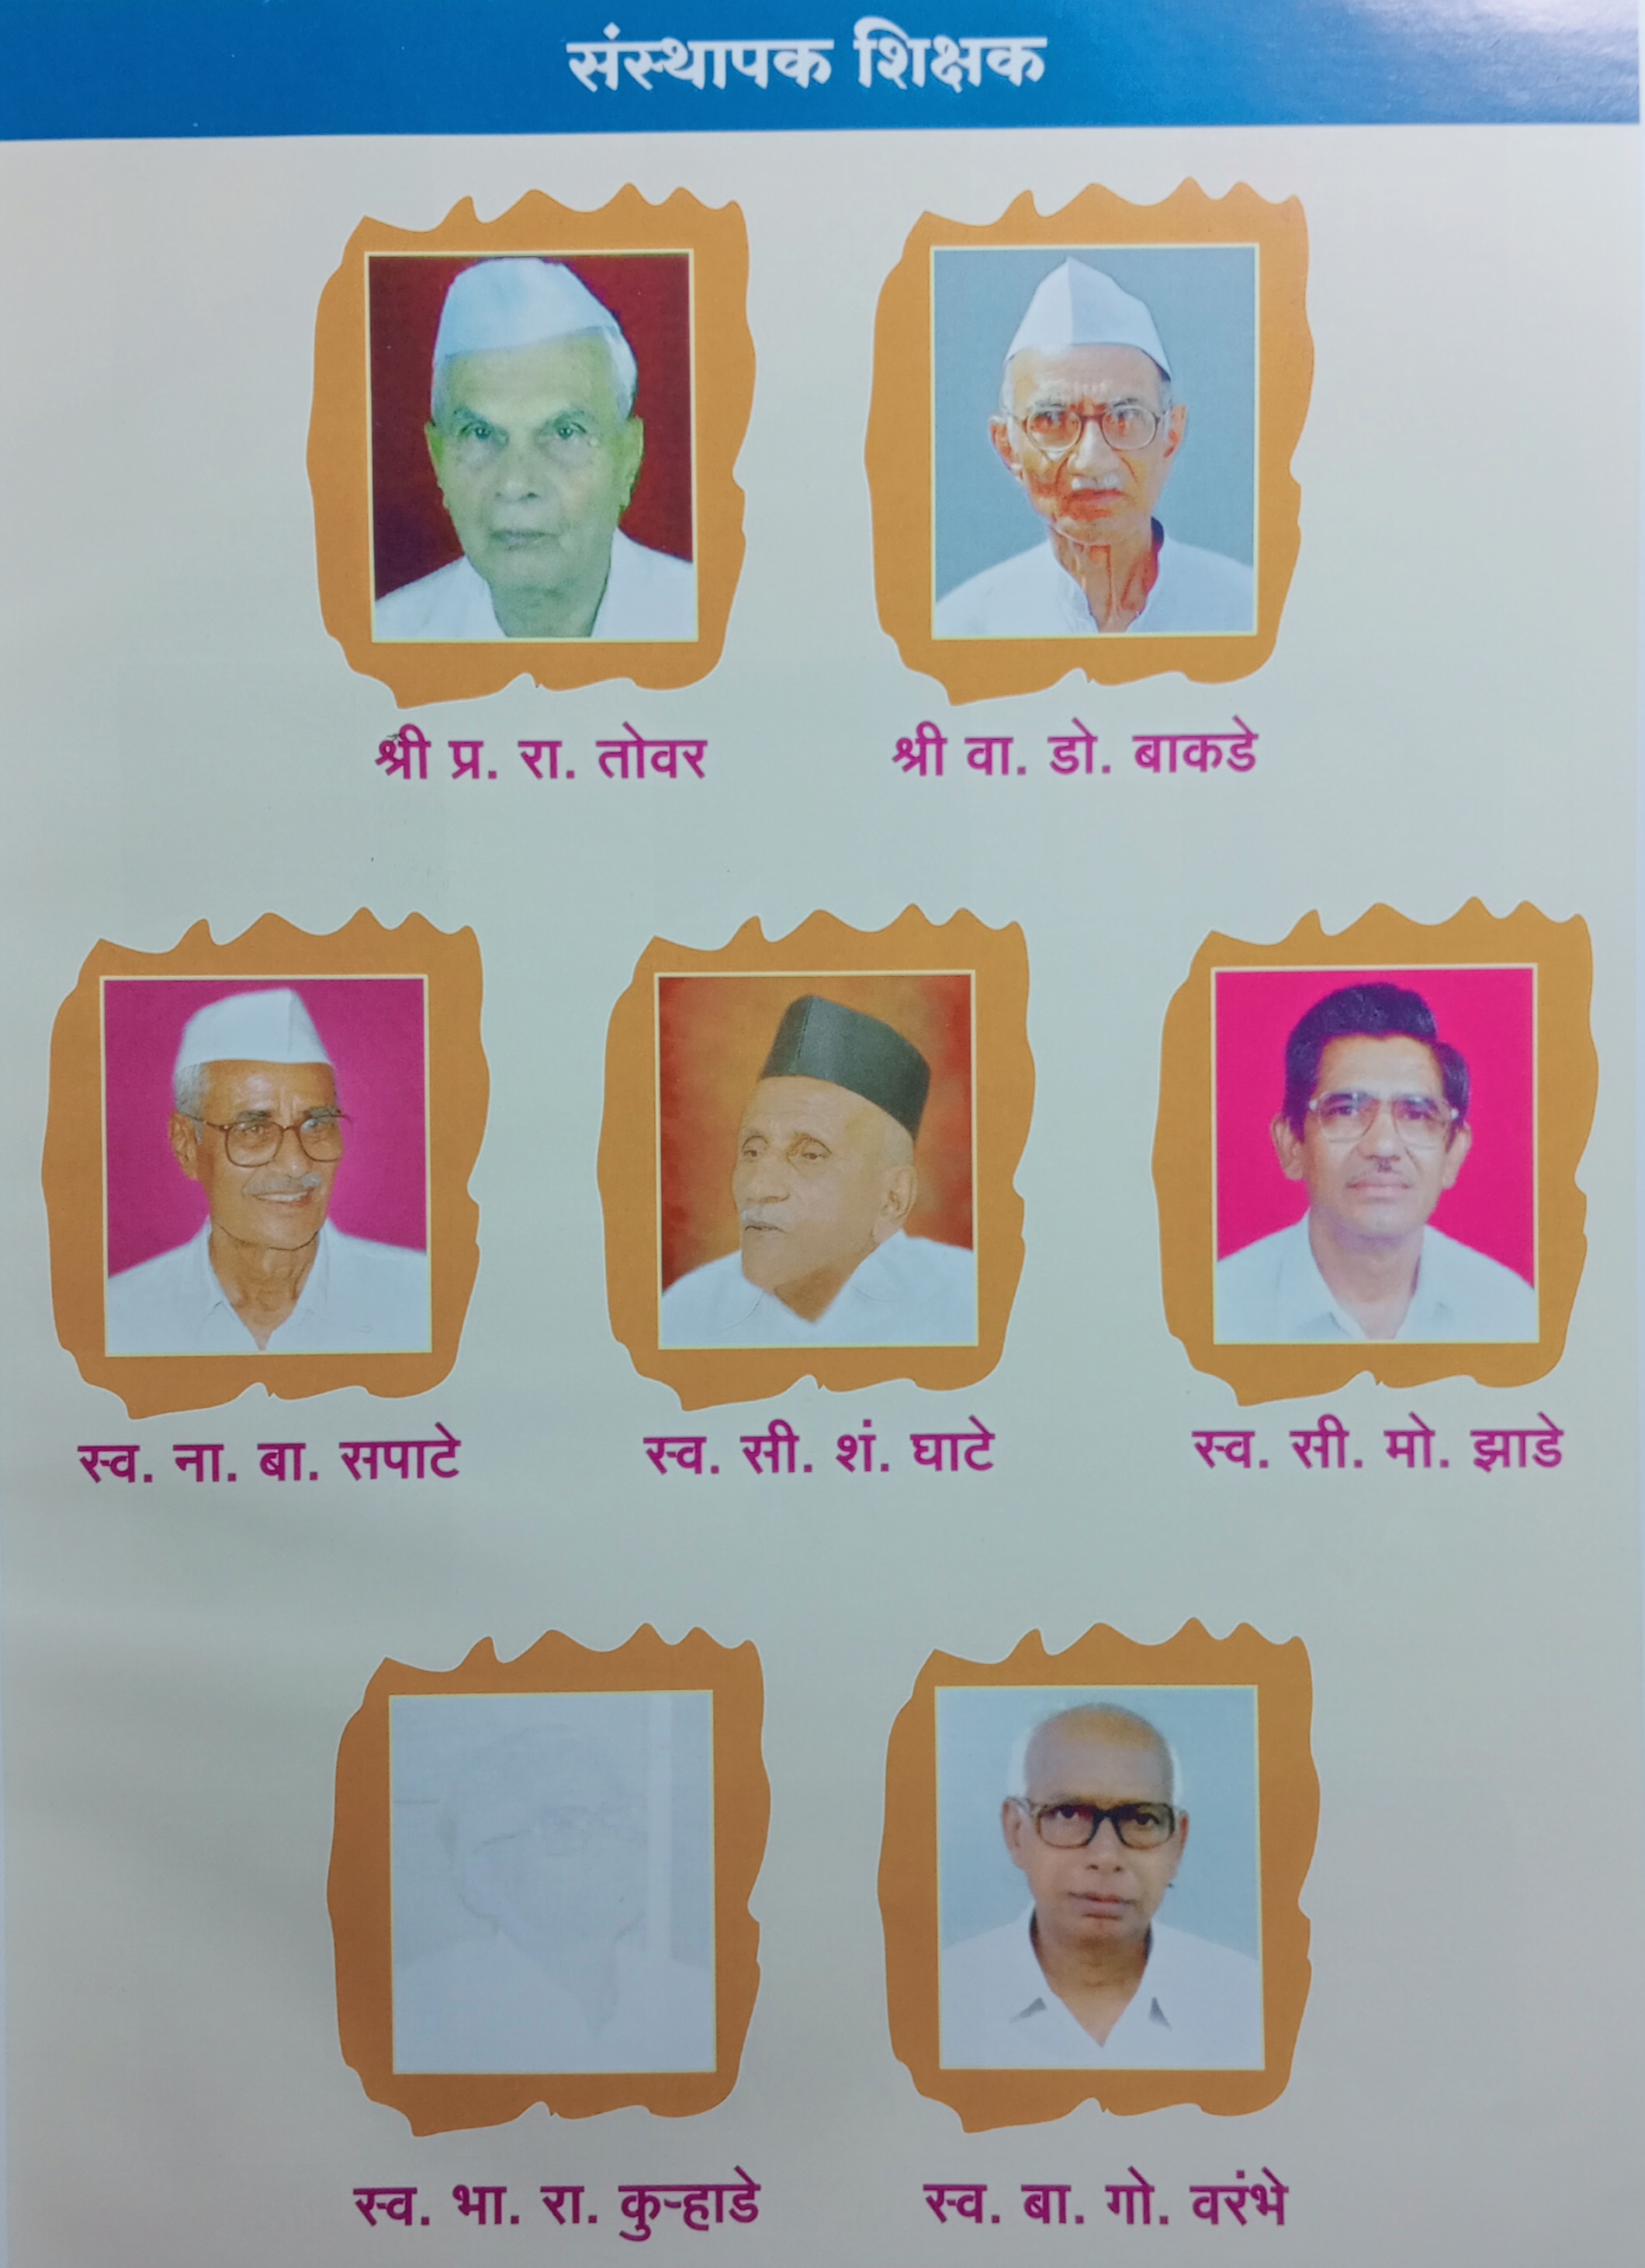 संस्थापक शिक्षक
श्री प्र. रा. तोवर
श्री वा. डो. बाकडे
स्व. ना. बा. सपाटे
स्व. सी. शं. घाटे
स्व. सी. मो. झाडे
स्व. भा. रा. कुऱ्हाडे
स्व. बा. गो. वरंभे